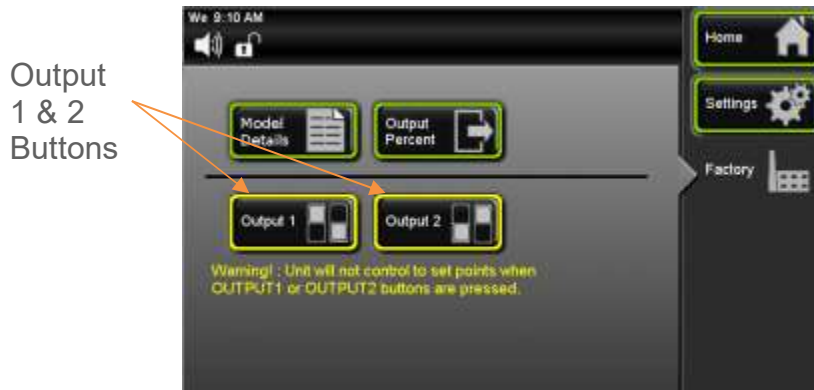 Output
1 & 2
Buttons
We 9:10 AM
Model
Details
Output
Percent
Output 1
Output 2
Warning! : Unit will not control to set points when
OUTPUT1 or OUTPUT2 buttons are pressed.
Home
Settings
Factory